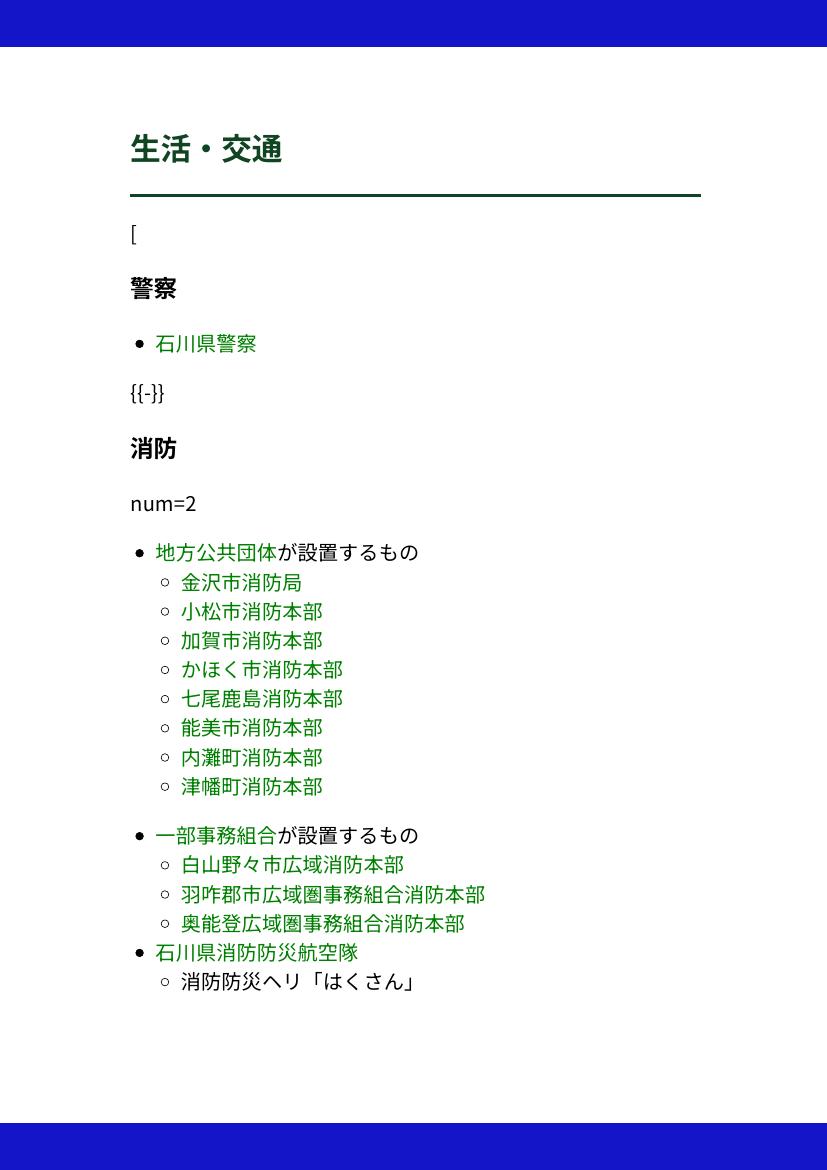 生活・交通
[
警察
石川県警察
{{-}}
消防
num=2
地方公共団体が設置するもの
金沢市消防局
小松市消防本部
加賀市消防本部
かほく市消防本部
七尾鹿島消防本部
能美市消防本部
内灘町消防本部
津幡町消防本部
一部事務組合が設置するもの
白山野々市広域消防本部
羽咋郡市広域圏事務組合消防本部
奥能登広域圏事務組合消防本部
石川県消防防災航空隊
消防防災ヘリ「はくさん」